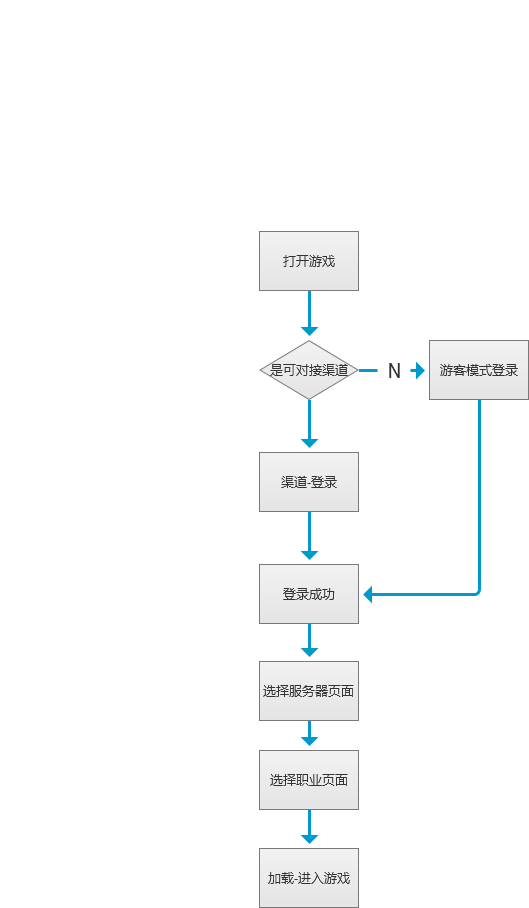 打开游戏
是可对接渠道
N
游客模式登录
渠道-登录
登录成功
选择服务器页面
选择职业页面
加载-进入游戏